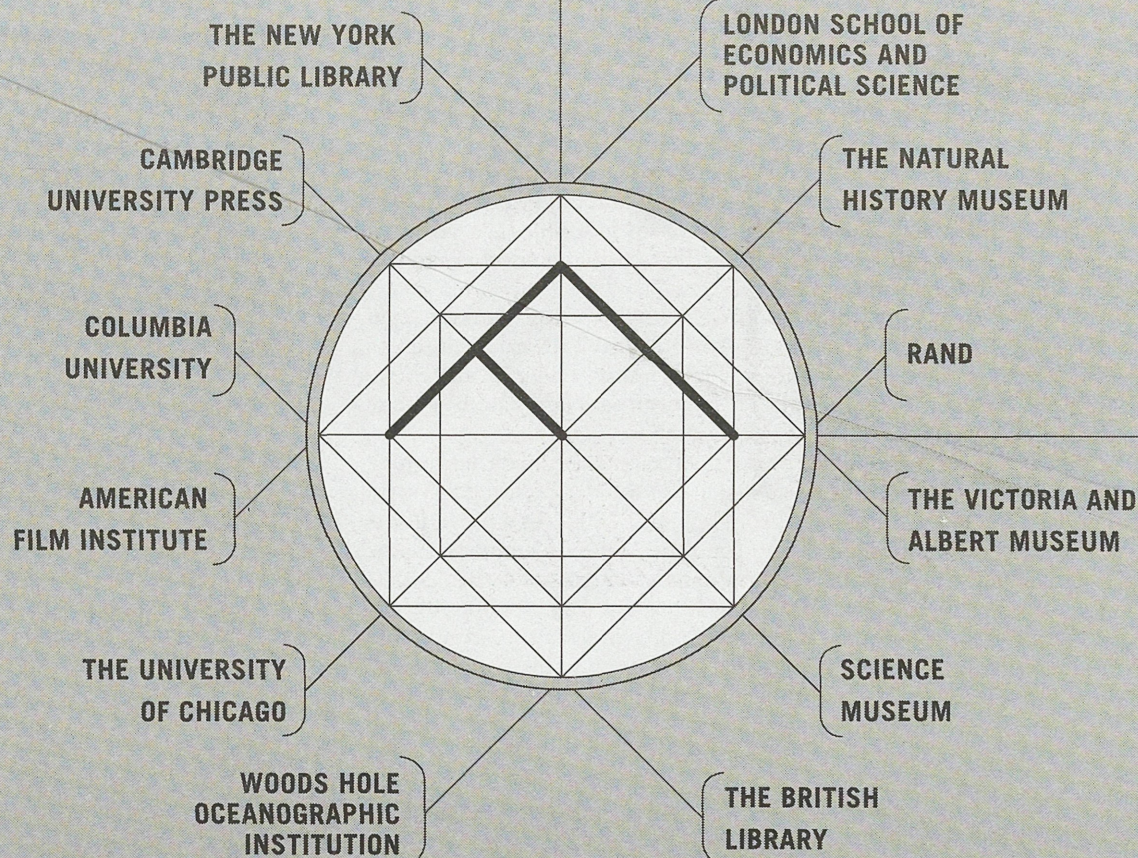 THE NEW YORK
PUBLIC LIBRARY
LONDON SCHOOL OF
ECONOMICS AND
POLITICAL SCIENCE
CAMBRIDGE
UNIVERSITY PRESS
THE NATURAL
HISTORY MUSEUM
COLUMBIA
UNIVERSITY
RAND
AMERICAN
FILM INSTITUTE
THE VICTORIA AND
ALBERT MUSEUM
THE UNIVERSITY
OF CHICAGO
SCIENCE
MUSEUM
WOODS HOLE
OCEANOGRAPHIC
INSTITUTION
THE BRITISH
LIBRARY